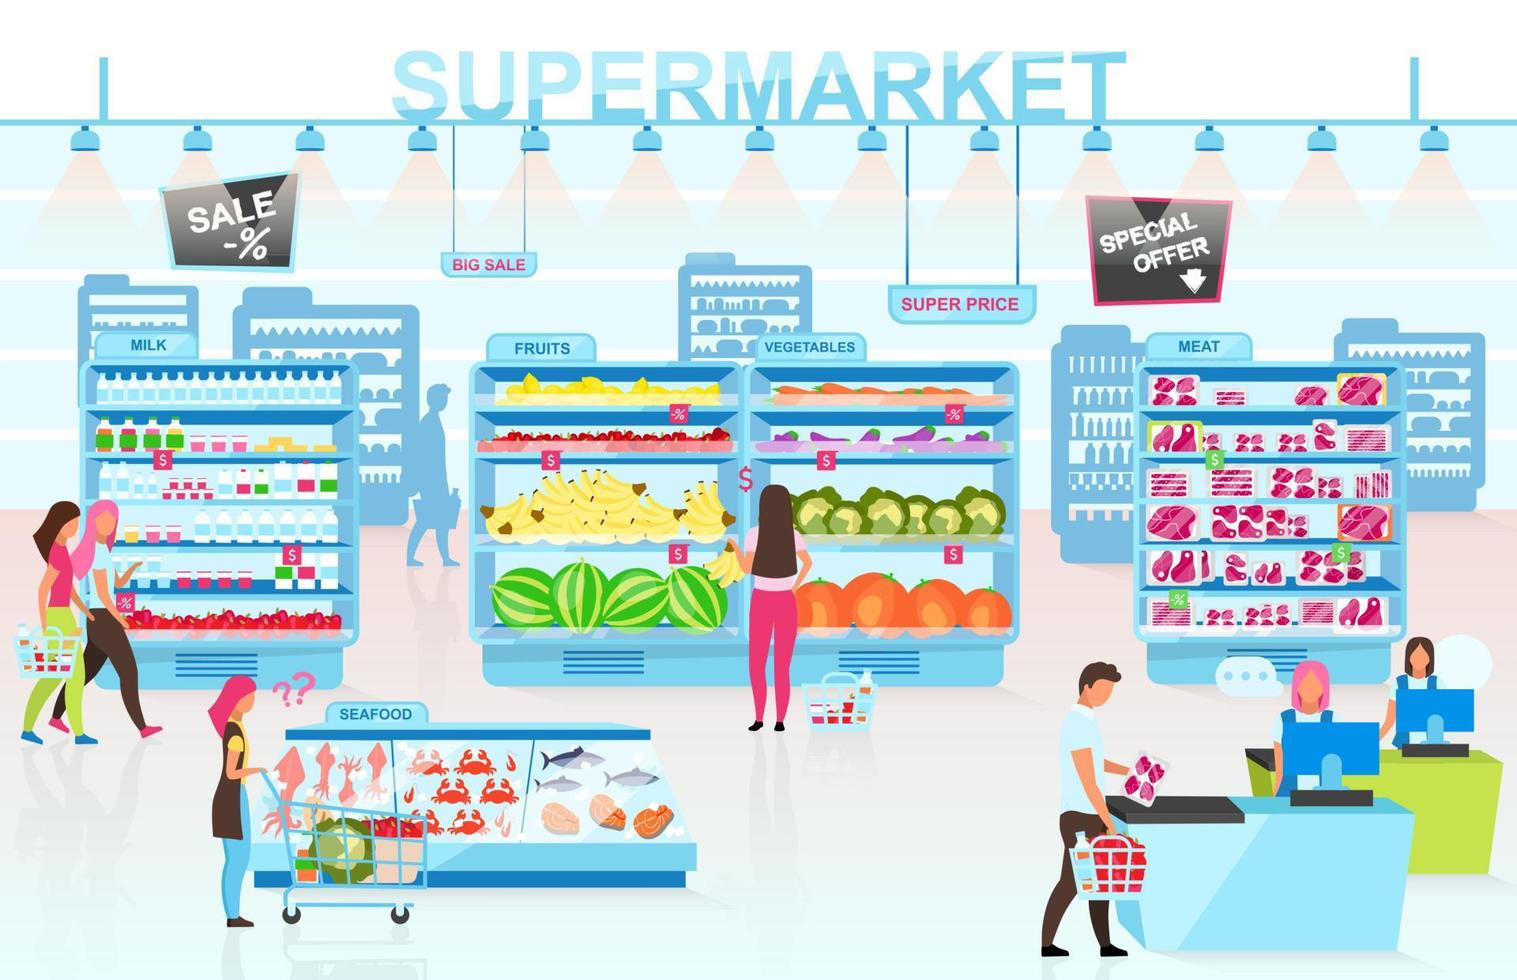 SUPERMARKET
SALE
-%
BIG SALE
SUPER PRICE
SPECIAL
OFFER
MILK
FRUITS
VEGETABLES
MEAT
-%
-%
$
$
$
$
$
$
$
$
$
-%
-%
SEAFOOD
??